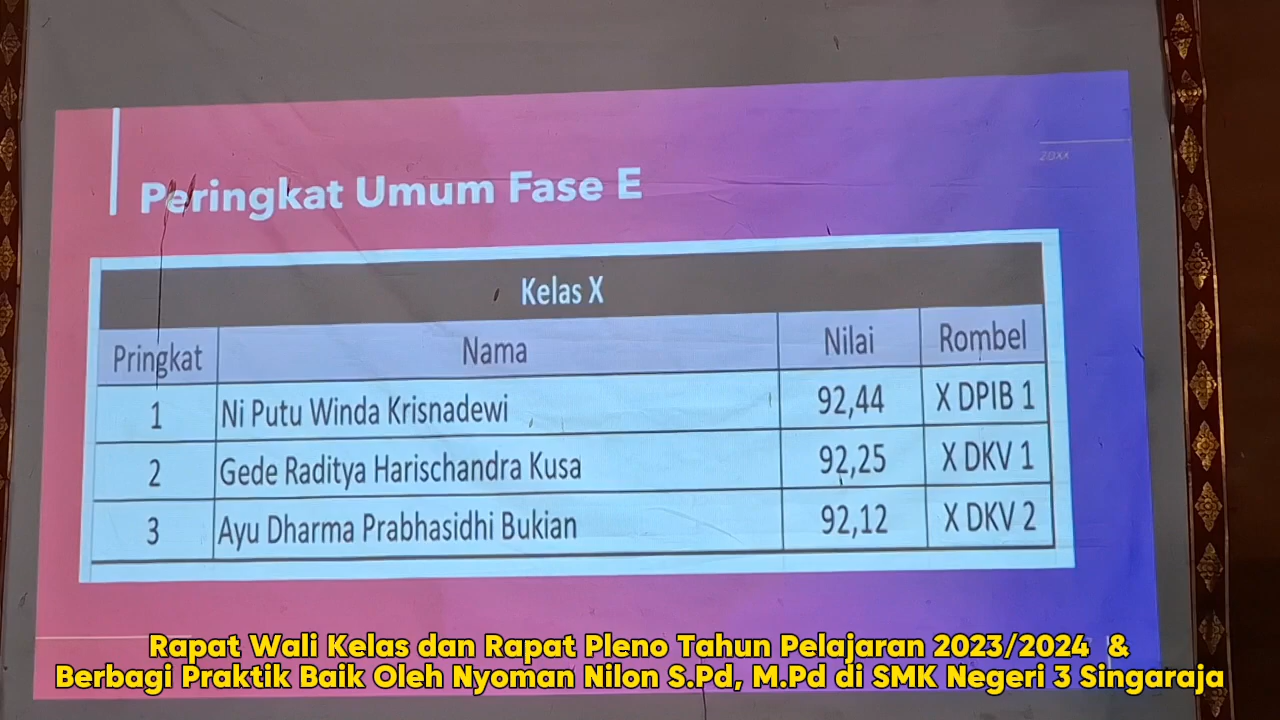 20XX
Peringkat Umum Fase E
Kelas X
Pringkat Nama Nilai Rombel
1 Ni Putu Winda Krisnadewi 92,44 X DPIB 1
2 Gede Raditya Harischandra Kusa 92,25 X DKV 1
3 Ayu Dharma Prabhasidhi Bukian 92,12 X DKV 2
Rapat Wali Kelas dan Rapat Pleno Tahun Pelajaran 2023/2024 &
Berbagi Praktik Baik Oleh Nyoman Nilon S.Pd, M.Pd di SMK Negeri 3 Singaraja